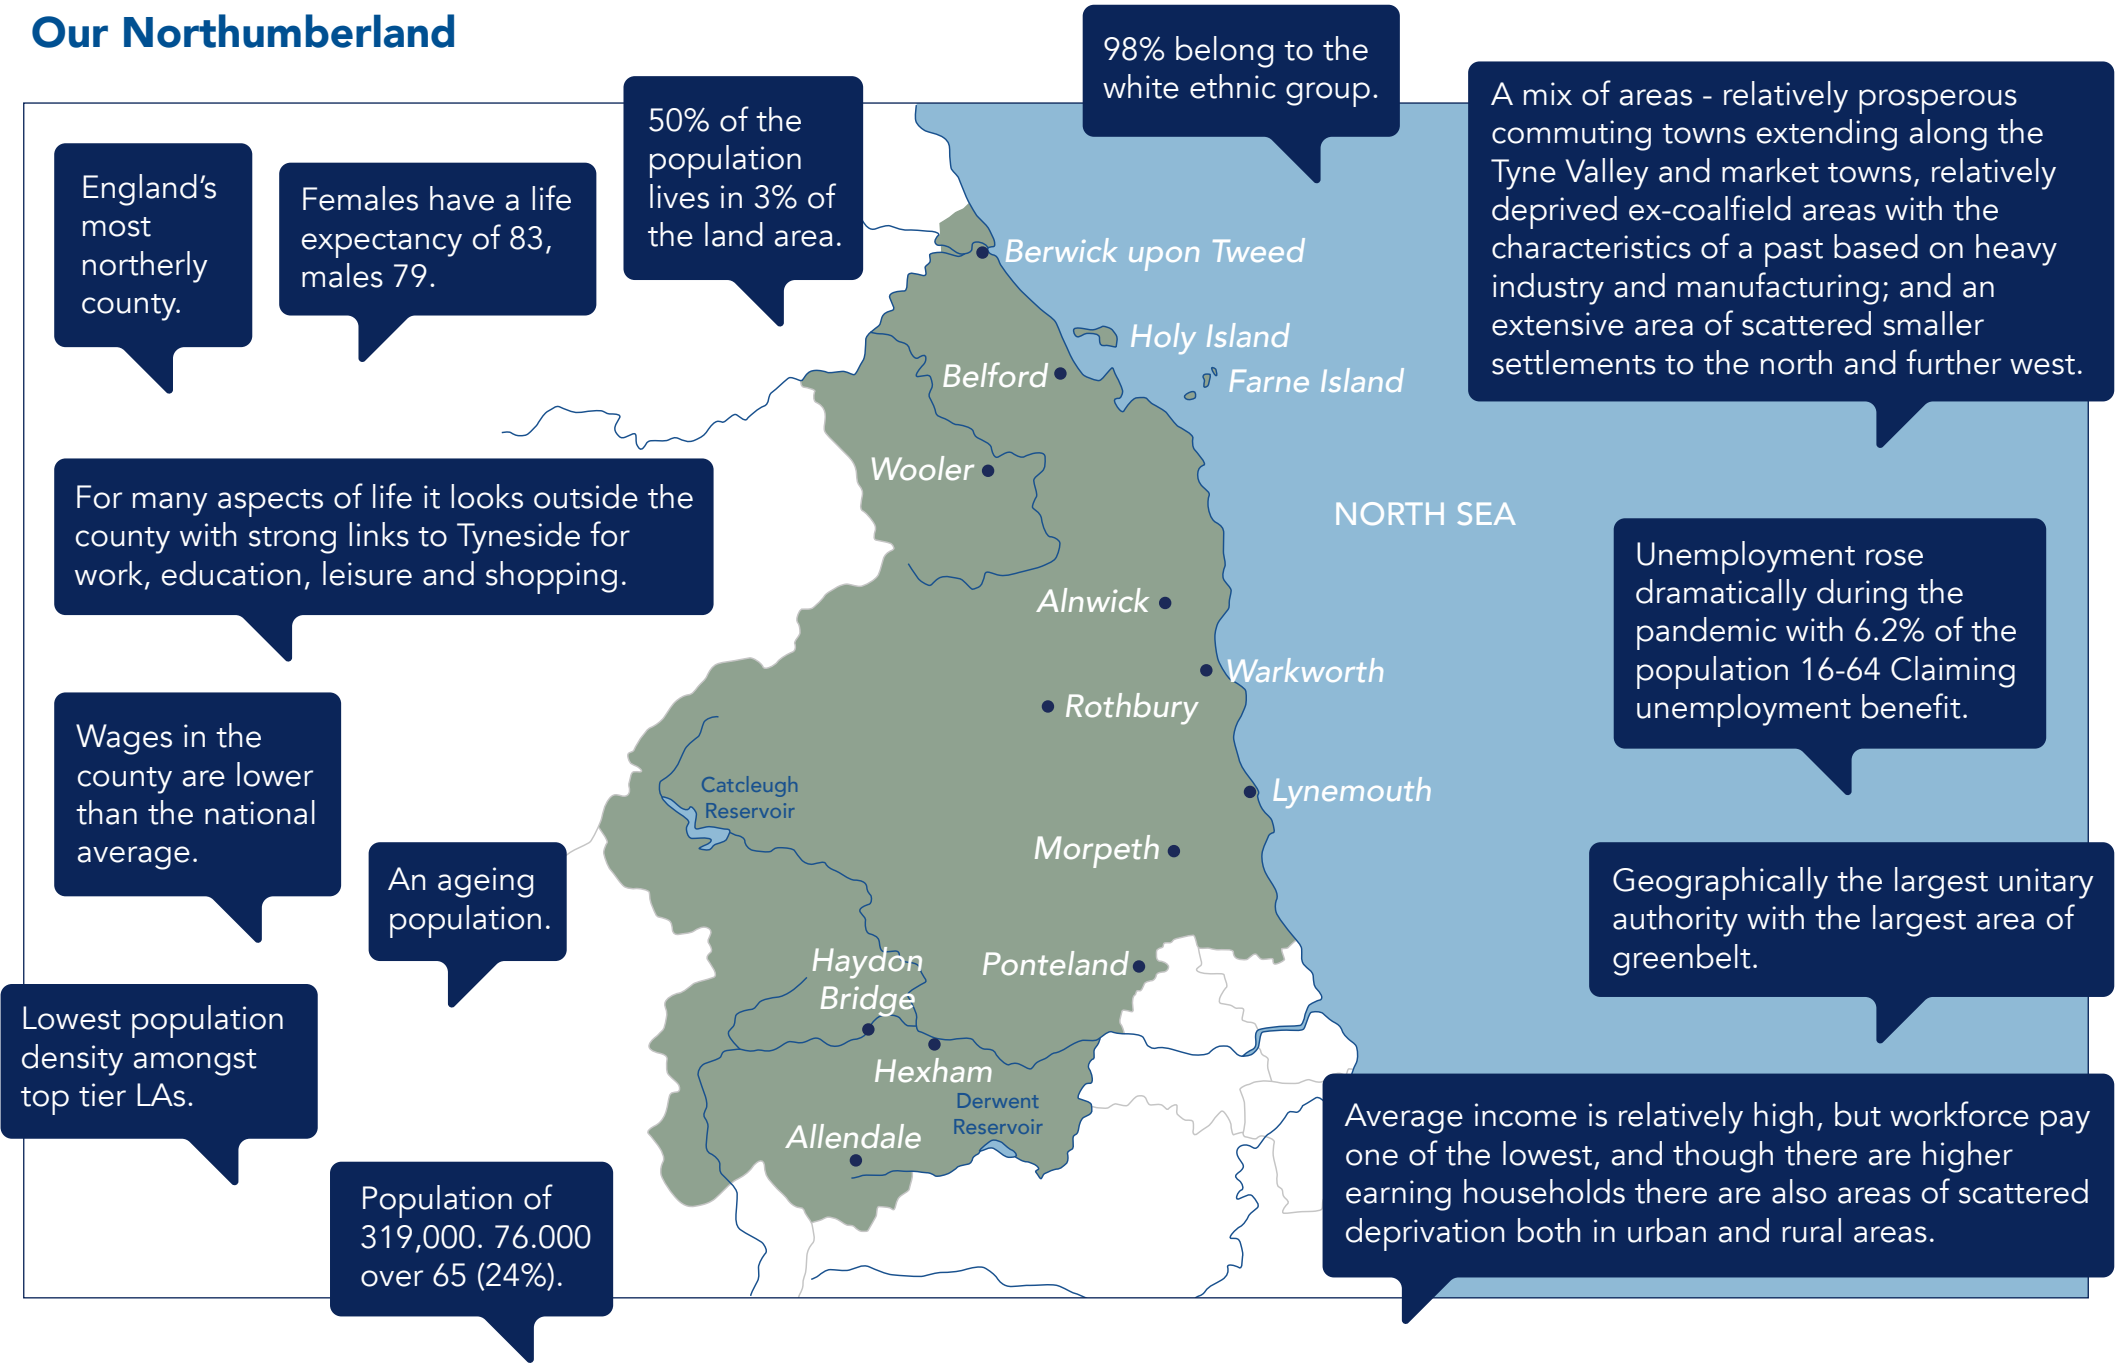 Our Northumberland
98% belong to the
white ethnic group.
A mix of areas - relatively prosperous
commuting towns extending along the
Tyne Valley and market towns, relatively
deprived ex-coalfield areas with the
characteristics of a past based on heavy
industry and manufacturing; and an
extensive area of scattered smaller
settlements to the north and further west.
50% of the
population
lives in 3% of
the land area.
England’s
most
northerly
county.
Females have a life
expectancy of 83,
males 79.
Berwick upon Tweed
Holy Island
Belford
Farne Island
Wooler
For many aspects of life it looks outside the
county with strong links to Tyneside for
work, education, leisure and shopping.
NORTH SEA
Unemployment rose
dramatically during the
pandemic with 6.2% of the
population 16-64 Claiming
unemployment benefit.
Alnwick
Warkworth
Rothbury
Wages in the
county are lower
than the national
average.
Catcleugh
Reservoir
Lynemouth
Morpeth
An ageing
population.
Geographically the largest unitary
authority with the largest area of
greenbelt.
Haydon
Bridge
Ponteland
Lowest population
density amongst
top tier LAs.
Hexham
Derwent
Reservoir
Allendale
Average income is relatively high, but workforce pay
one of the lowest, and though there are higher
earning households there are also areas of scattered
deprivation both in urban and rural areas.
Population of
319,000. 76.000
over 65 (24%).